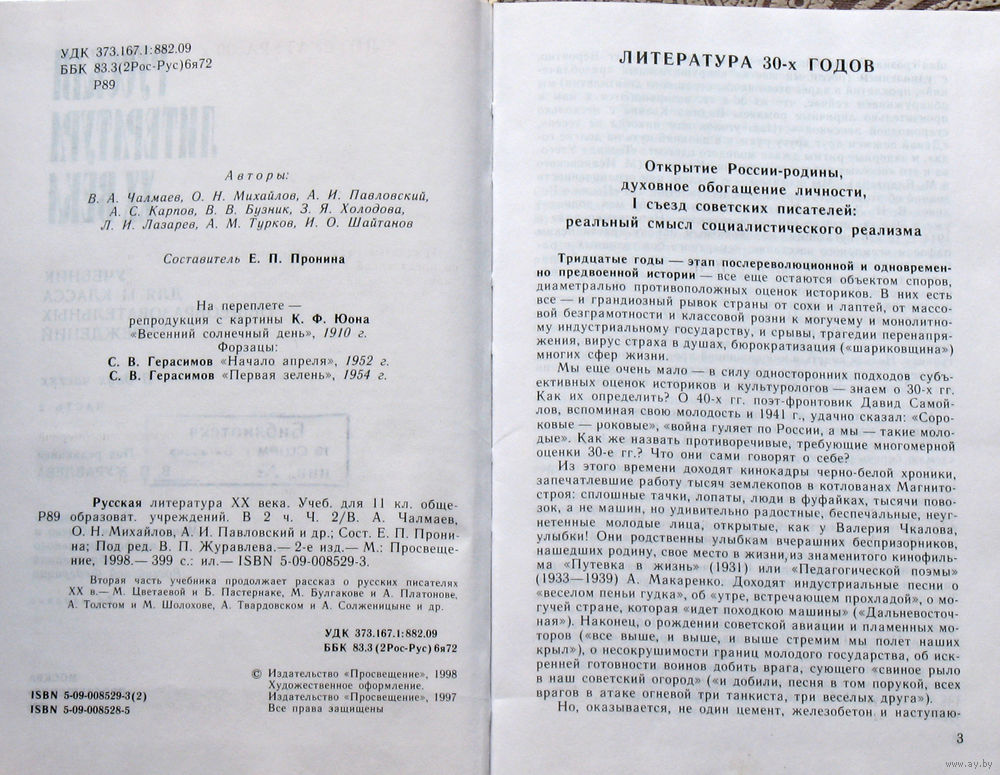 УДК 373.167.1:882.09
ББК 83.3(2Рос-Рус)6я72
Р89
Авторы:
В. А. Чалмаев, О. Н. Михайлов, А. И. Павловский,
А. С. Карпов, В. В. Бузник, З. Я. Холодова,
Л. И. Лазарев, А. М. Турков, И. О. Шайтанов
Составитель Е. П. Пронина
На переплете —
репродукция с картины К. Ф. Юона
«Весенний солнечный день», 1910 г.
Форзацы:
С. В. Герасимов «Начало апреля», 1952 г.
С. В. Герасимов «Первая зелень», 1954 г.
Русская литература XX века. Учеб. для 11 кл. обще-
Р89 образоват. учреждений. В 2 ч. Ч. 2/В. А. Чалмаев,
О. Н. Михайлов, А. И. Павловский и др.; Сост. Е. П. Прони-
на; Под ред. В. П. Журавлева.— 2-е изд.— М.: Просвеще-
ние, 1998.— 399 с.: ил.— ISBN 5-09-008529-3.
Вторая часть учебника продолжает рассказ о русских писателях
XX в.— М. Цветаевой и Б. Пастернаке, М. Булгакове и А. Платонове,
А. Толстом и М. Шолохове, А. Твардовском и А. Солженицыне и др.
УДК 373.167.1:882.09
ББК 83.3(2Рос-Рус)6я72
ISBN 5-09-008529-3(2)
ISBN 5-09-008528-5
© Издательство «Просвещение», 1998
Художественное оформление.
Издательство «Просвещение», 1997
Все права защищены
ЛИТЕРАТУРА 30-х ГОДОВ
Открытие России-родины,
духовное обогащение личности,
I съезд советских писателей:
реальный смысл социалистического реализма
Тридцатые годы — этап послереволюционной и одновремен-
но предвоенной истории — все еще остаются объектом споров,
диаметрально противоположных оценок историков. В них есть
все — и грандиозный рывок страны от сохи и лаптей, от массо-
вой безграмотности и классовой розни к могучему и монолитно-
му индустриальному государству, и срывы, трагедии перенапря-
жения, вирус страха в душах, бюрократизация («шариковщина»)
многих сфер жизни.
Мы еще очень мало — в силу односторонних подходов субъ-
ективных оценок историков и культурологов — знаем о 30-х гг.
Как их определить? О 40-х гг. поэт-фронтовик Давид Самой-
лов, вспоминая свою молодость и 1941 г., удачно сказал: «Соро-
ковые — роковые», «война гуляет по России, а мы — такие моло-
дые». Как же назвать противоречивые, требующие многомерной
оценки 30-е гг.? Что они сами говорят о себе?
Из этого времени доходят кинокадры черно-белой хроники,
запечатлевшие работу тысяч землекопов в котлованах Магнито-
строя: сплошные тачки, лопаты, люди в фуфайках, тысячи пово-
зок, а не машин, но удивительно радостные, беспечальные, неуг-
нетенные молодые лица, открытые, как у Валерия Чкалова,
улыбки! Они родственны улыбкам вчерашних беспризорников,
нашедших родину, свое место в жизни, из знаменитого кинофиль-
ма «Путевка в жизнь» (1931) или «Педагогической поэмы»
(1933—1939) А. Макаренко. Доходят индустриальные песни о
«веселом пеньи гудка», об «утре, встречающем прохладой», о мо-
гучей стране, которая «идет походкою машины» («Дальневосточ-
ная»). Наконец, о рождении советской авиации и пламенных мо-
торов («все выше, и выше, и выше стремим мы полет наших
крыл»), о несокрушимости границ молодого государства, об иск-
ренней готовности воинов добить врага, сующего «свиное рыло
в наш советский огород» («и добили, песня в том порукой, всех
врагов в атаке огневой три танкиста, три веселых друга»).
Но, оказывается, не один цемент, железобетон и наступаю-
3
www.ay.by